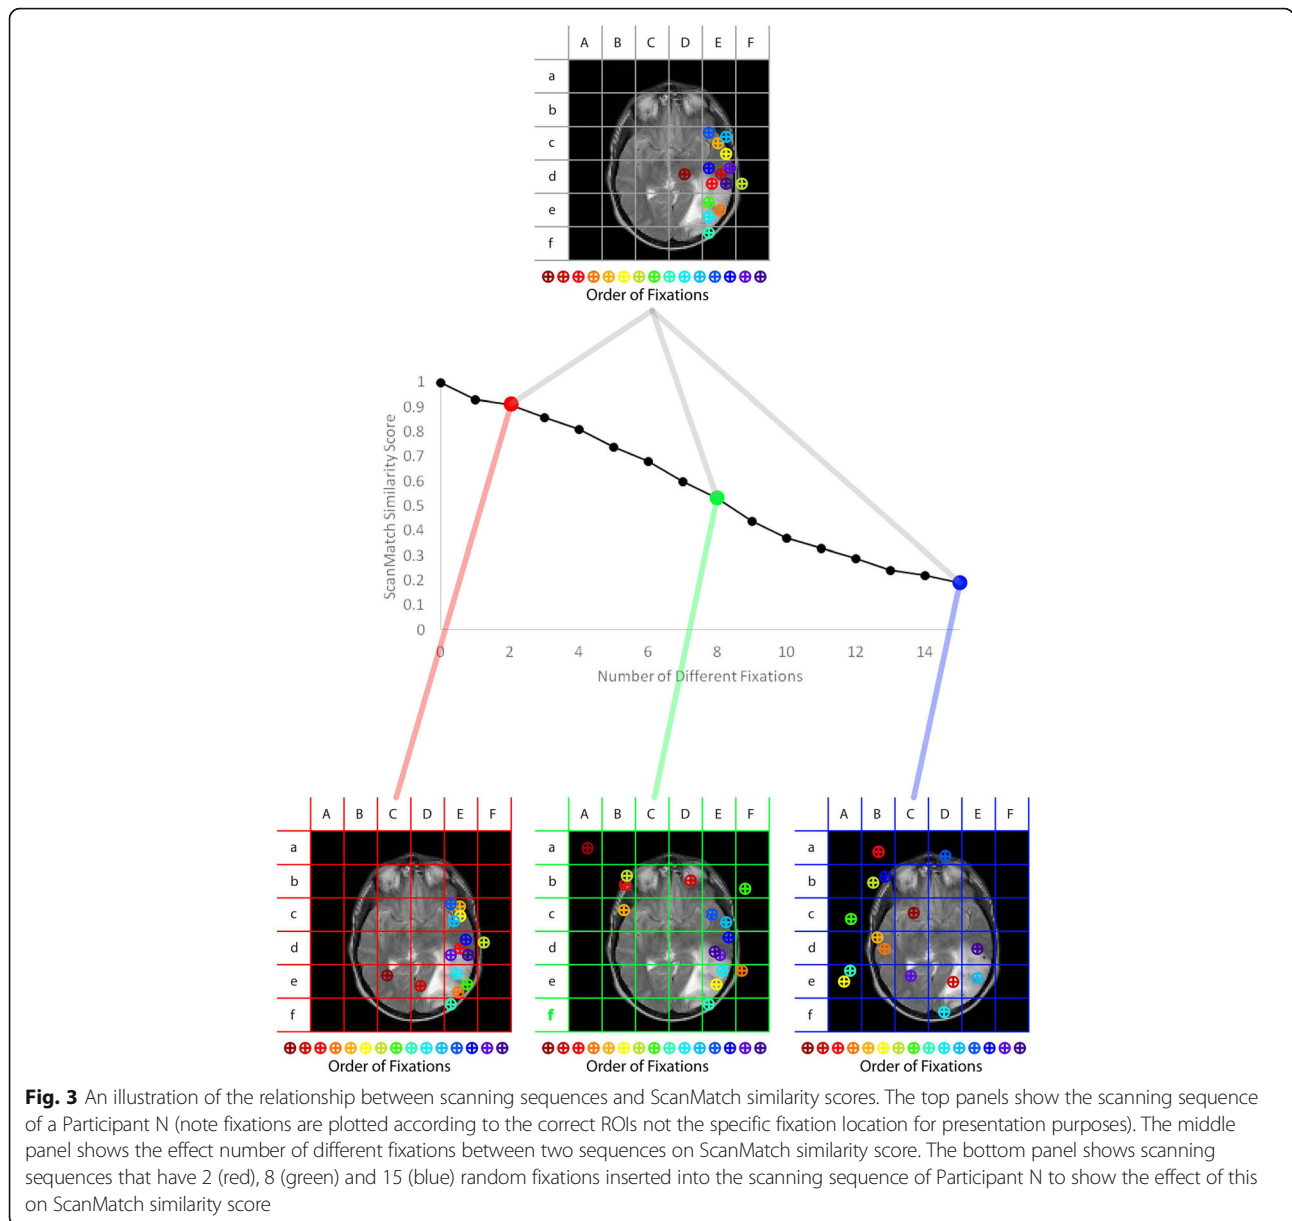 A B C D E F
a
b
c
d
e
f
Order of Fixations
ScanMatch Similarity Score
1
0.9
0.8
0.7
0.6
0.5
0.4
0.3
0.2
0.1
0
0 2 4 6 8 10 12 14
Number of Different Fixations
A B C D E F
a
b
c
d
e
f
Order of Fixations
A B C D E F
a
b
c
d
e
f
Order of Fixations
A B C D E F
a
b
c
d
e
f
Order of Fixations
Fig. 3 An illustration of the relationship between scanning sequences and ScanMatch similarity scores. The top panels show the scanning sequence
of a Participant N (note fixations are plotted according to the correct ROIs not the specific fixation location for presentation purposes). The middle
panel shows the effect number of different fixations between two sequences on ScanMatch similarity score. The bottom panel shows scanning
sequences that have 2 (red), 8 (green) and 15 (blue) random fixations inserted into the scanning sequence of Participant N to show the effect of this
on ScanMatch similarity score